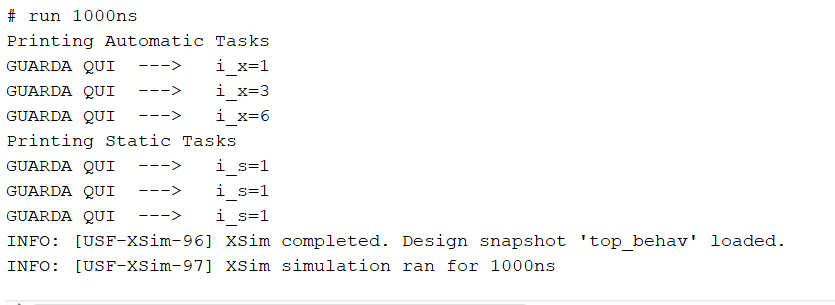 # run 1000ns
Printing Automatic Tasks
GUARDA QUI  --->   i_x=1
GUARDA QUI  --->   i_x=3
GUARDA QUI  --->   i_x=6
Printing Static Tasks
GUARDA QUI  --->   i_s=1
GUARDA QUI  --->   i_s=1
GUARDA QUI  --->   i_s=1
INFO: [USF-XSim-96] XSim completed. Design snapshot 'top_behav' loaded.
INFO: [USF-XSim-97] XSim simulation ran for 1000ns